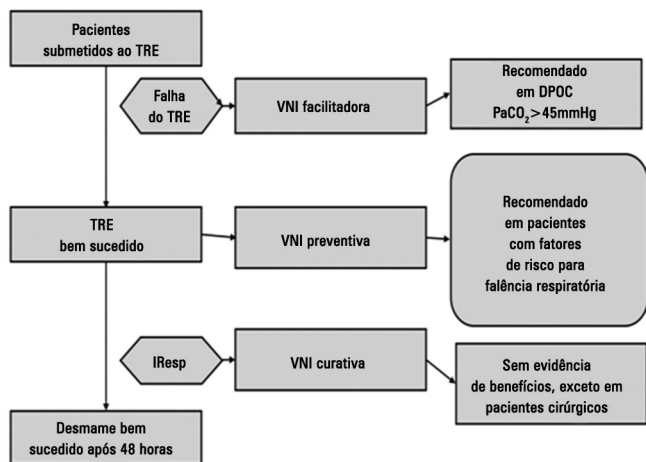 Pacientes
submetidos ao TRE
Falha
do TRE
VNI facilitadora
Recomendado
em DPOC
PaCO₂>45mmHg
TRE
bem sucedido
VNI preventiva
Recomendado
em pacientes
com fatores
de risco para
falência respiratória
IResp
VNI curativa
Sem evidência
de benefícios, exceto em
pacientes cirúrgicos
Desmame bem
sucedido após 48 horas